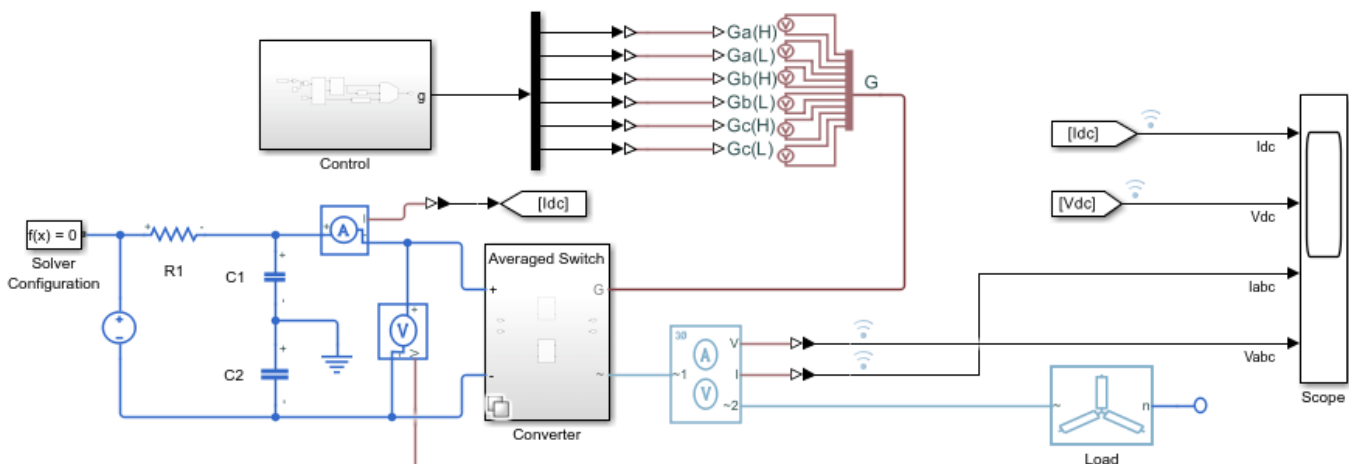 Ga(H)
Ga(L)
Gb(H)
Gb(L)
Gc(H)
Gc(L)
G
g
Control
[Idc]
Idc
[Vdc]
Vdc
Iabc
Vabc
Scope
f(x) = 0
Solver
Configuration
R1
C1
C2
+
-
+
-
+
-
+
-
A
+
I
[Idc]
V
+
-
V
Averaged Switch
+
-
G
~
Converter
3Φ
A
V
~1
V
I
~2
~
n
Load